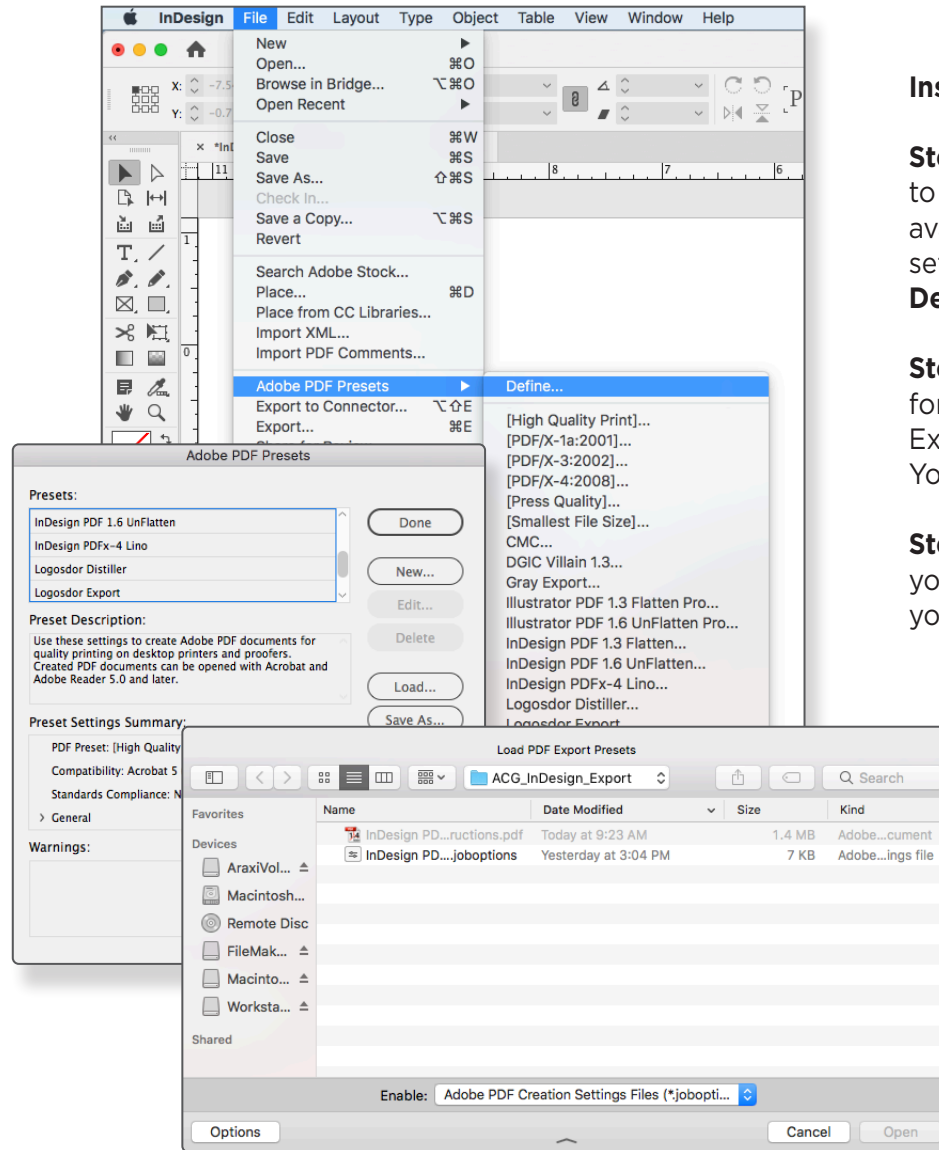 InDesign File Edit Layout Type Object Table View Window Help
New
Open... ⌘O
Browse in Bridge... ⌥⌘O
Open Recent
Close ⌘W
Save ⌘S
Save As... ⇧⌘S
Check In...
Save a Copy... ⌥⌘S
Revert
Search Adobe Stock...
Place... ⌘D
Place from CC Libraries...
Import XML...
Import PDF Comments...
Adobe PDF Presets
Export to Connector... ⌥⇧E
Export... ⌘E
X:
Y:
11 8 7 6
1
0
Define...
[High Quality Print]...
[PDF/X-1a:2001]...
[PDF/X-3:2002]...
[PDF/X-4:2008]...
[Press Quality]...
[Smallest File Size]...
CMC...
DGIC Villain 1.3...
Gray Export...
Illustrator PDF 1.3 Flatten Pro...
Illustrator PDF 1.6 UnFlatten Pro...
InDesign PDF 1.3 Flatten...
InDesign PDF 1.6 UnFlatten...
InDesign PDFx-4 Lino...
Logosdor Distiller...
Logosdor Export
Adobe PDF Presets
Presets:
InDesign PDF 1.6 UnFlatten
InDesign PDFx-4 Lino
Logosdor Distiller
Logosdor Export
Done
New...
Edit...
Delete
Load...
Save As...
Preset Description:
Use these settings to create Adobe PDF documents for
quality printing on desktop printers and proofers.
Created PDF documents can be opened with Acrobat and
Adobe Reader 5.0 and later.
Preset Settings Summary:
PDF Preset: [High Quality
Compatibility: Acrobat 5
Standards Compliance: N
> General
Warnings:
Load PDF Export Presets
ACG_InDesign_Export
Search
Favorites
Devices
AraxiVol...
Macintosh...
Remote Disc
FileMak...
Macinto...
Worksta...
Shared
Name Date Modified Size Kind
InDesign PD...ructions.pdf Today at 9:23 AM 1.4 MB Adobe...cument
InDesign PD....joboptions Yesterday at 3:04 PM 7 KB Adobe...ings file
Enable: Adobe PDF Creation Settings Files (*.jobopti...
Options Cancel Open
to
yo
yo